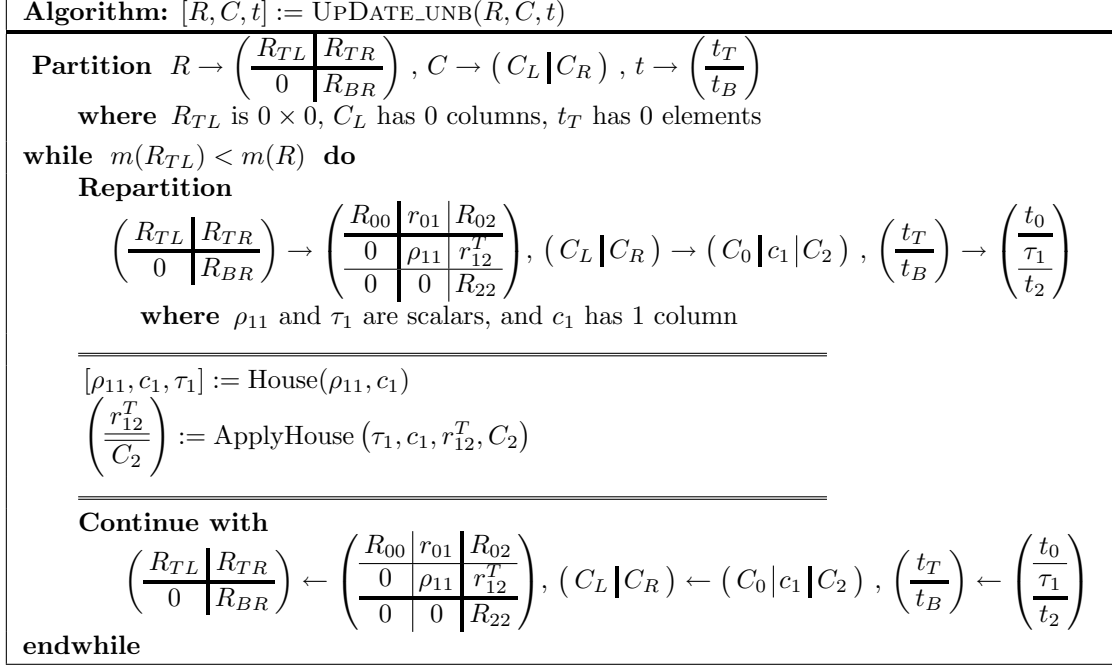 Algorithm: [R, C, t] := UPDATE_UNB(R, C, t)
Partition R → ( R_TL | R_TR ; 0 | R_BR ) , C → ( C_L | C_R ) , t → ( t_T ; t_B )
where R_TL is 0 × 0, C_L has 0 columns, t_T has 0 elements
while m(R_TL) < m(R) do
Repartition
( R_TL | R_TR ; 0 | R_BR ) → ( R_00 | r_01 | R_02 ; 0 | ρ_11 | r_12^T ; 0 | 0 | R_22 ), ( C_L | C_R ) → ( C_0 | c_1 | C_2 ) , ( t_T ; t_B ) → ( t_0 ; τ_1 ; t_2 )
where ρ_11 and τ_1 are scalars, and c_1 has 1 column
[ρ_11, c_1, τ_1] := House(ρ_11, c_1)
( r_12^T ; C_2 ) := ApplyHouse ( τ_1, c_1, r_12^T, C_2 )
Continue with
( R_TL | R_TR ; 0 | R_BR ) ← ( R_00 | r_01 | R_02 ; 0 | ρ_11 | r_12^T ; 0 | 0 | R_22 ), ( C_L | C_R ) ← ( C_0 | c_1 | C_2 ) , ( t_T ; t_B ) ← ( t_0 ; τ_1 ; t_2 )
endwhile